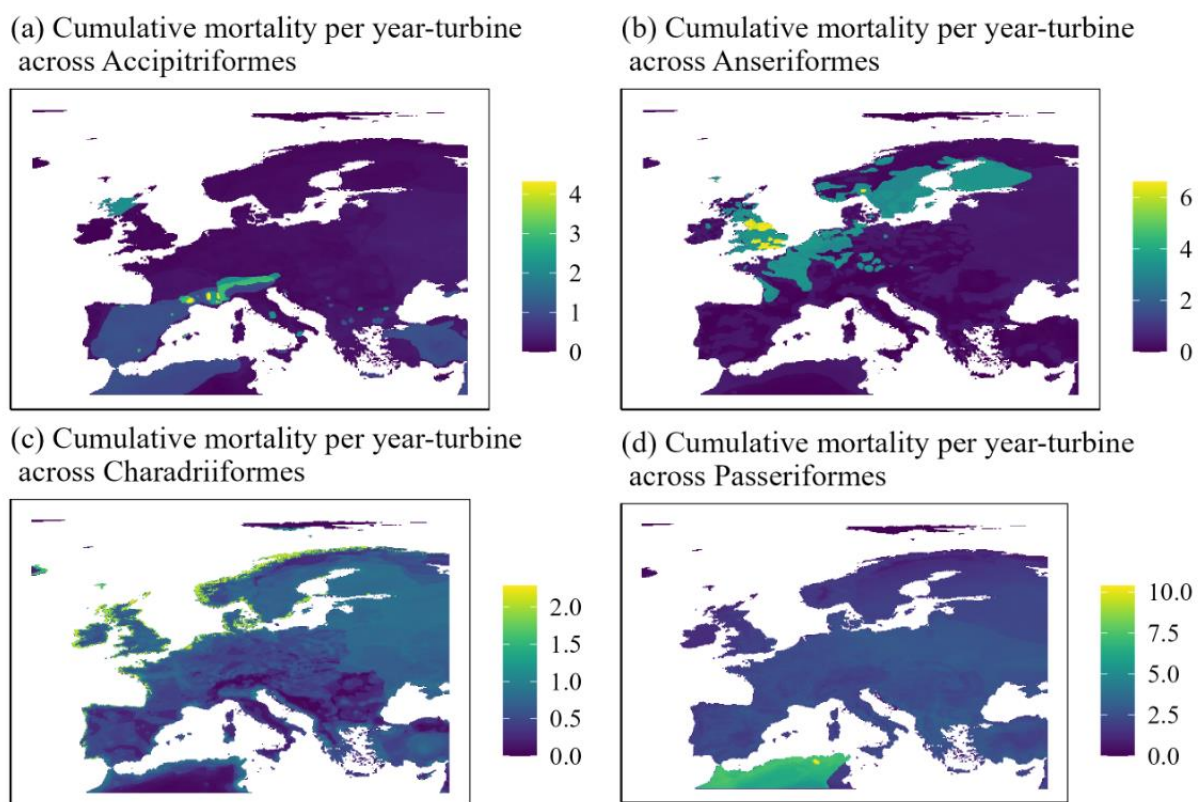 (a) Cumulative mortality per year-turbine
across Accipitriformes
4
3
2
1
0
(b) Cumulative mortality per year-turbine
across Anseriformes
6
4
2
0
(c) Cumulative mortality per year-turbine
across Charadriiformes
2.0
1.5
1.0
0.5
0.0
(d) Cumulative mortality per year-turbine
across Passeriformes
10.0
7.5
5.0
2.5
0.0